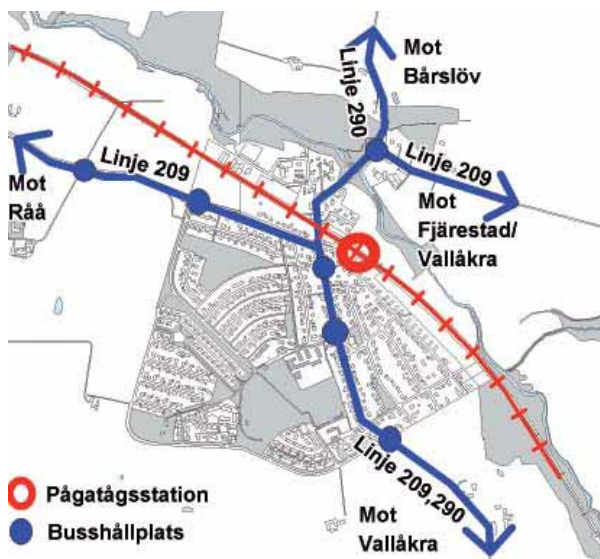 Mot
Bårslöv
Linje 290
Linje 209
Linje 209
Mot
Råå
Mot
Fjärestad/
Vallåkra
Linje 209,290
Pågatågsstation
Busshållplats
Mot
Vallåkra